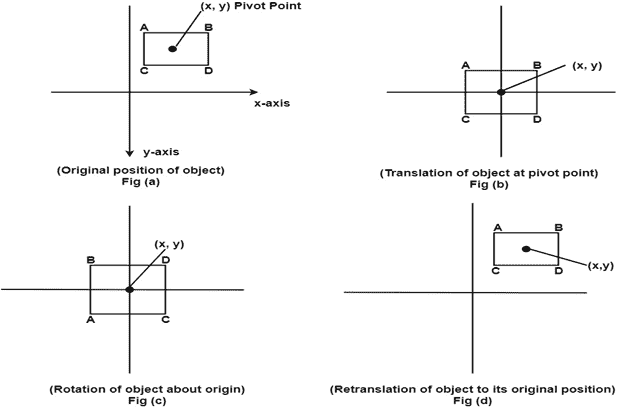 (x, y) Pivot Point
A B
C D
x-axis
y-axis
(Original position of object)
Fig (a)
A B
(x, y)
C D
(Translation of object at pivot point)
Fig (b)
(x, y)
B D
A C
(Rotation of object about origin)
Fig (c)
A B
C D
(x,y)
(Retranslation of object to its original position)
Fig (d)